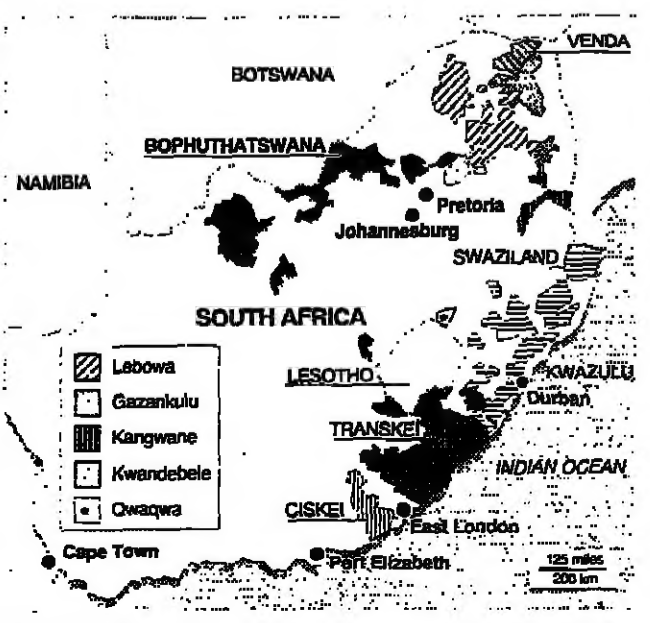 VENDA
BOTSWANA
BOPHUTHATSWANA
NAMIBIA
Pretoria
Johannesburg
SWAZILAND
SOUTH AFRICA
Lebowa
Gazankulu
Kangwane
Kwandebele
Qwaqwa
LESOTHO
KWAZULU
Durban
TRANSKEI
INDIAN OCEAN
CISKEI
East London
Cape Town
Port Elizabeth
125 miles
200 km